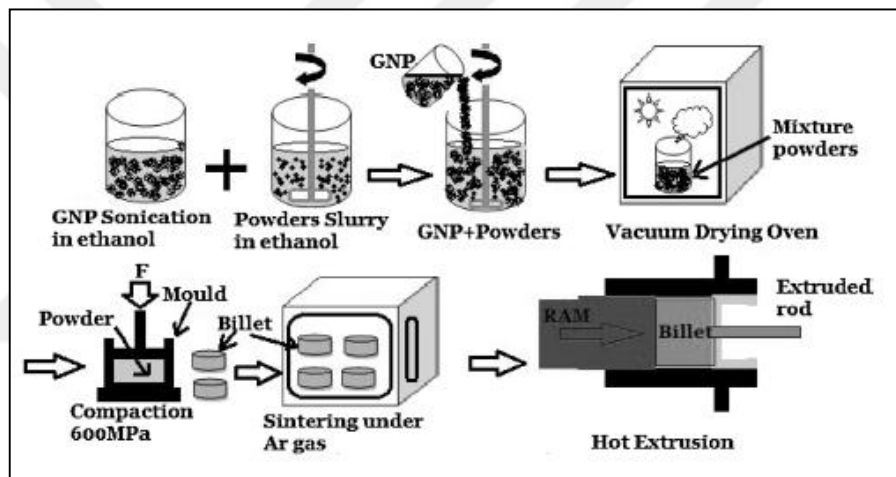 GNP
GNP Sonication
in ethanol
Powders Slurry
in ethanol
GNP+Powders
Mixture
powders
Vacuum Drying Oven
F
Mould
Powder
Billet
Compaction
600MPa
Sintering under
Ar gas
RAM
Billet
Extruded
rod
Hot Extrusion